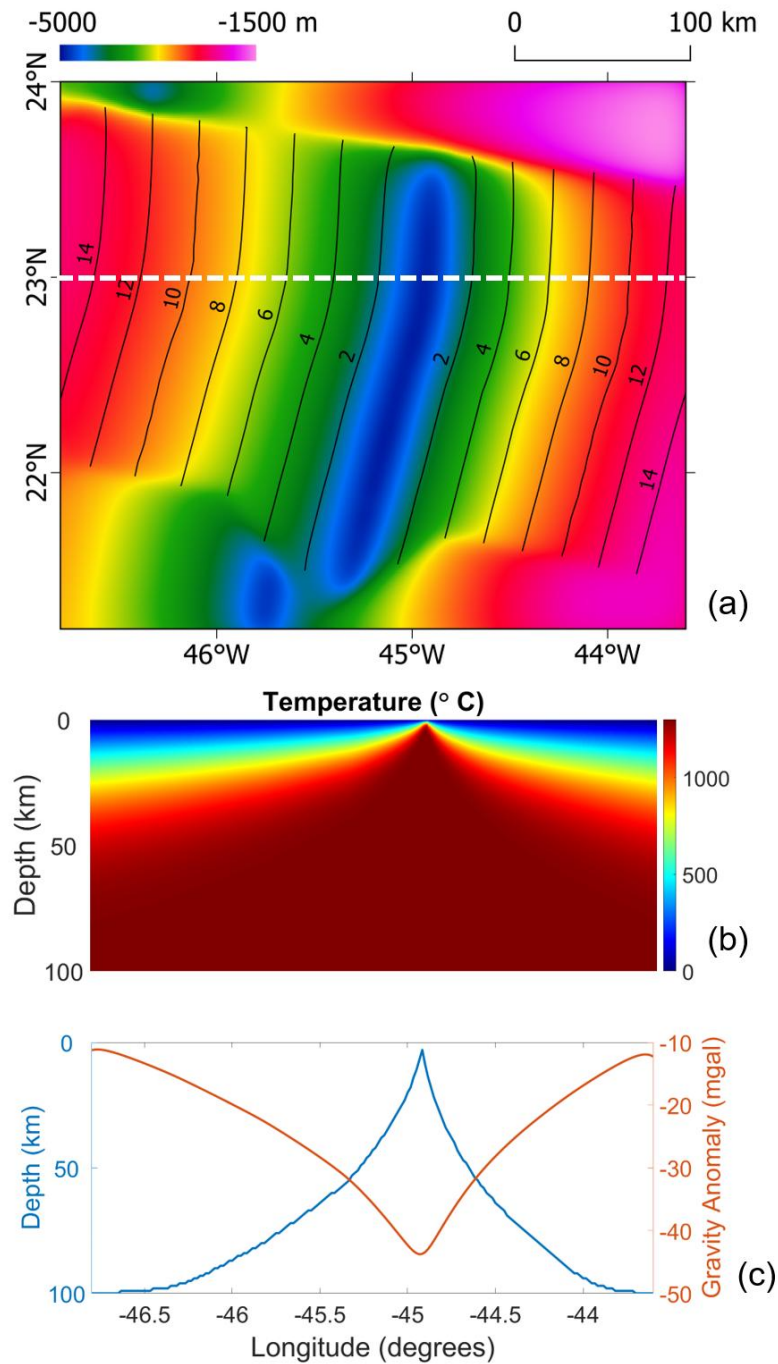 -5000 -1500 m 0 100 km
24°N
14 12 10 8 6 4 2 2 4 6 8 10 12 14
23°N
22°N
(a)
46°W 45°W 44°W
Temperature (° C)
0
50
100
Depth (km)
1000
500
0
(b)
0
50
100
Depth (km)
-10
-20
-30
-40
-50
Gravity Anomaly (mgal)
(c)
-46.5 -46 -45.5 -45 -44.5 -44
Longitude (degrees)